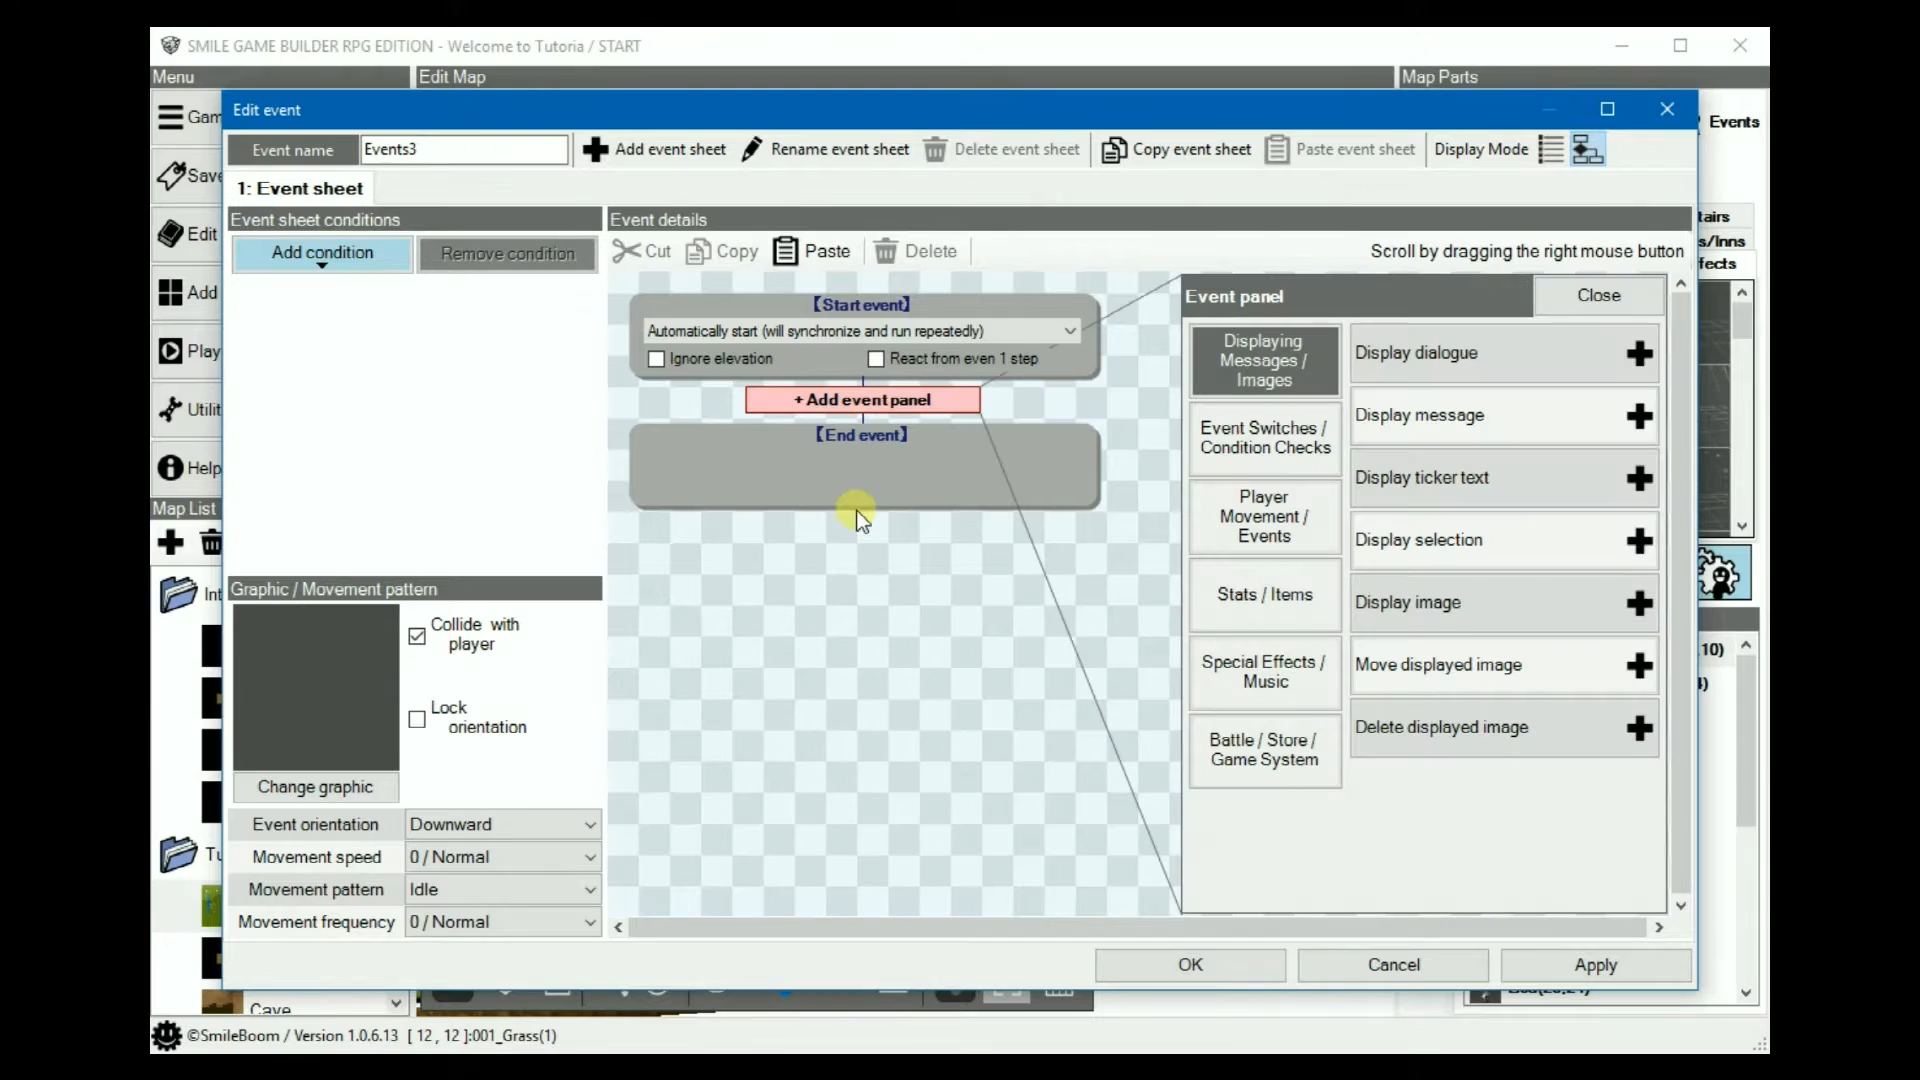 SMILE GAME BUILDER RPG EDITION - Welcome to Tutoria / START
Menu
Edit Map
Map Parts
Gam
Save
Edit
Add
Play
Utilit
Help
Map List
Int
Tu
Cave
Events
tairs
s/Inns
fects
10)
Edit event
Event name
Events3
Add event sheet
Rename event sheet
Delete event sheet
Copy event sheet
Paste event sheet
Display Mode
1: Event sheet
Event sheet conditions
Add condition
Remove condition
Graphic / Movement pattern
Collide with
player
Lock
orientation
Change graphic
Event orientation
Downward
Movement speed
0 / Normal
Movement pattern
Idle
Movement frequency
0 / Normal
Event details
Cut
Copy
Paste
Delete
Scroll by dragging the right mouse button
【Start event】
Automatically start (will synchronize and run repeatedly)
Ignore elevation
React from even 1 step
+ Add event panel
【End event】
Event panel
Close
Displaying
Messages /
Images
Event Switches /
Condition Checks
Player
Movement /
Events
Stats / Items
Special Effects /
Music
Battle / Store /
Game System
Display dialogue
Display message
Display ticker text
Display selection
Display image
Move displayed image
Delete displayed image
OK
Cancel
Apply
©SmileBoom / Version 1.0.6.13 [ 12 , 12 ]:001_Grass(1)